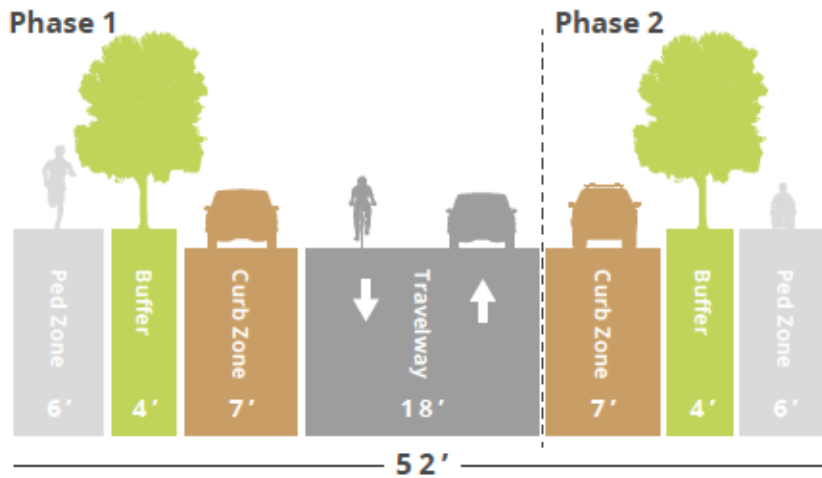 Phase 1
Phase 2
Ped Zone
6'
Buffer
4'
Curb Zone
7'
Travelway
18'
Curb Zone
7'
Buffer
4'
Ped Zone
6'
52'